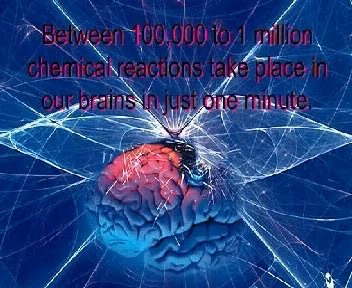 Between 100,000 to 1 million
chemical reactions take place in
our brains in just one minute.